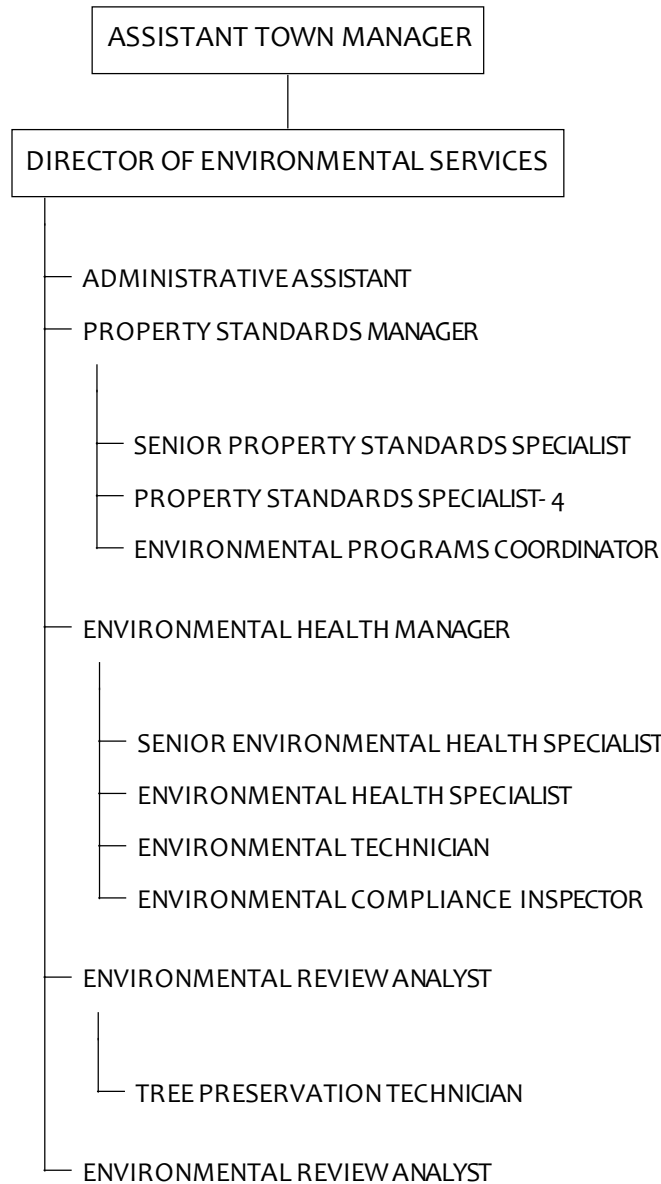 ASSISTANT TOWN MANAGER
DIRECTOR OF ENVIRONMENTAL SERVICES
ADMINISTRATIVE ASSISTANT
PROPERTY STANDARDS MANAGER
SENIOR PROPERTY STANDARDS SPECIALIST
PROPERTY STANDARDS SPECIALIST- 4
ENVIRONMENTAL PROGRAMS COORDINATOR
ENVIRONMENTAL HEALTH MANAGER
SENIOR ENVIRONMENTAL HEALTH SPECIALIST
ENVIRONMENTAL HEALTH SPECIALIST
ENVIRONMENTAL TECHNICIAN
ENVIRONMENTAL COMPLIANCE INSPECTOR
ENVIRONMENTAL REVIEW ANALYST
TREE PRESERVATION TECHNICIAN
ENVIRONMENTAL REVIEW ANALYST